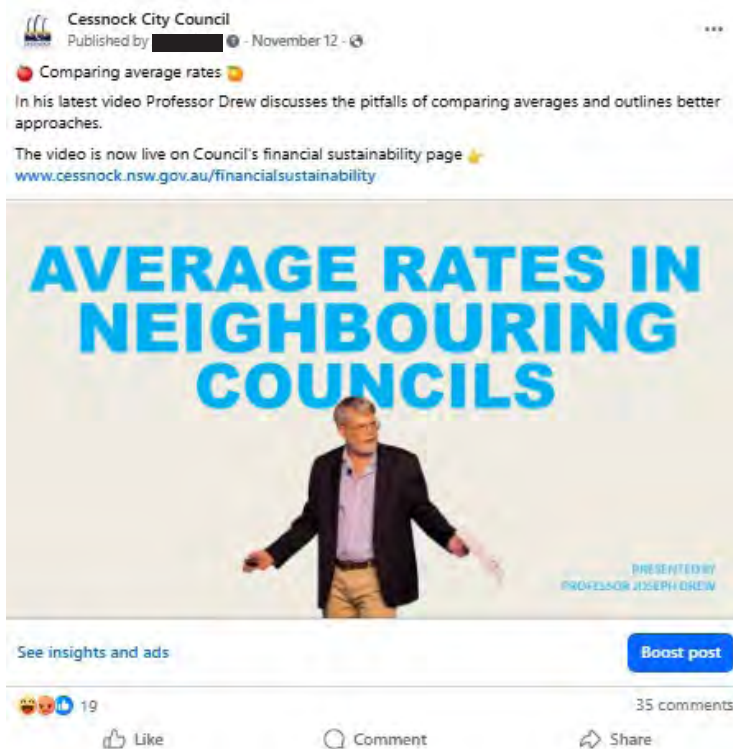 Cessnock City Council
Published by · November 12 ·
Comparing average rates
In his latest video Professor Drew discusses the pitfalls of comparing averages and outlines better
approaches.
The video is now live on Council's financial sustainability page
www.cessnock.nsw.gov.au/financialsustainability
AVERAGE RATES IN
NEIGHBOURING
COUNCILS
PRESENTED BY
PROFESSOR JOSEPH DREW
See insights and ads
Boost post
19
35 comments
Like
Comment
Share